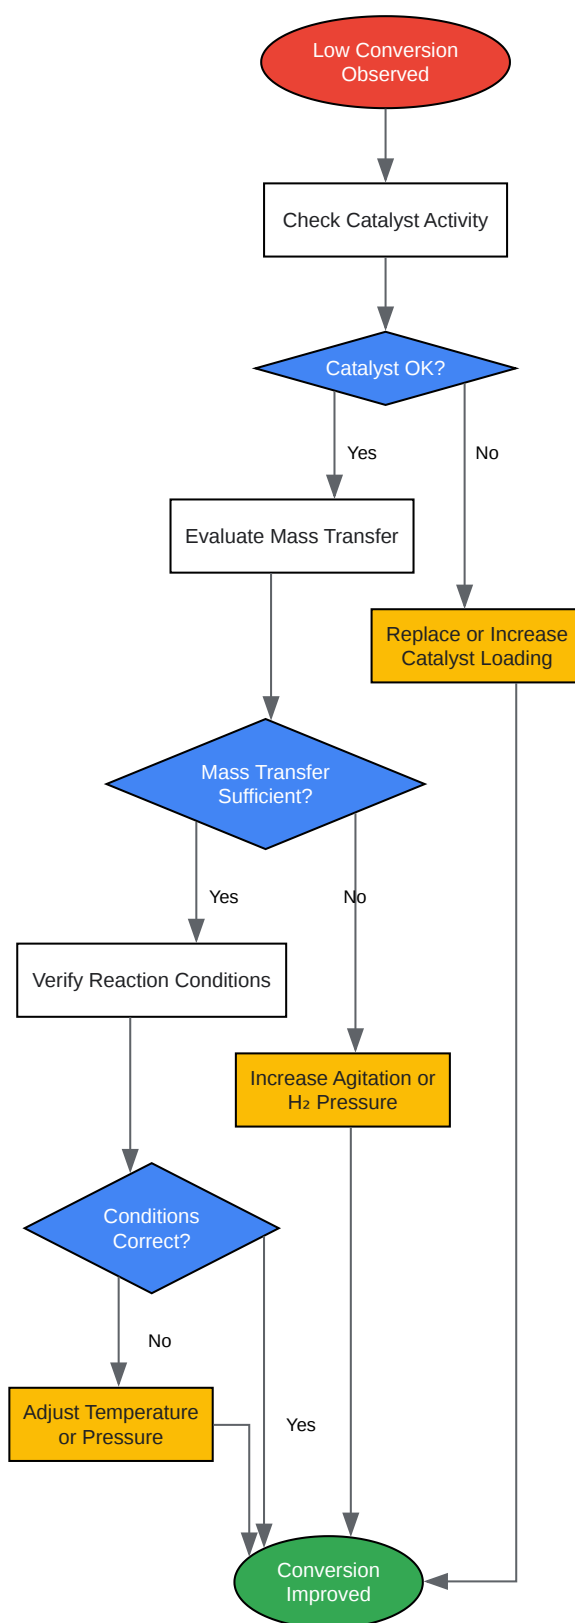 Low Conversion
Observed
Check Catalyst Activity
Catalyst OK?
Yes
No
Evaluate Mass Transfer
Replace or Increase
Catalyst Loading
Mass Transfer
Sufficient?
Yes
No
Verify Reaction Conditions
Increase Agitation or
H₂ Pressure
Conditions
Correct?
No
Adjust Temperature
or Pressure
Yes
Conversion
Improved